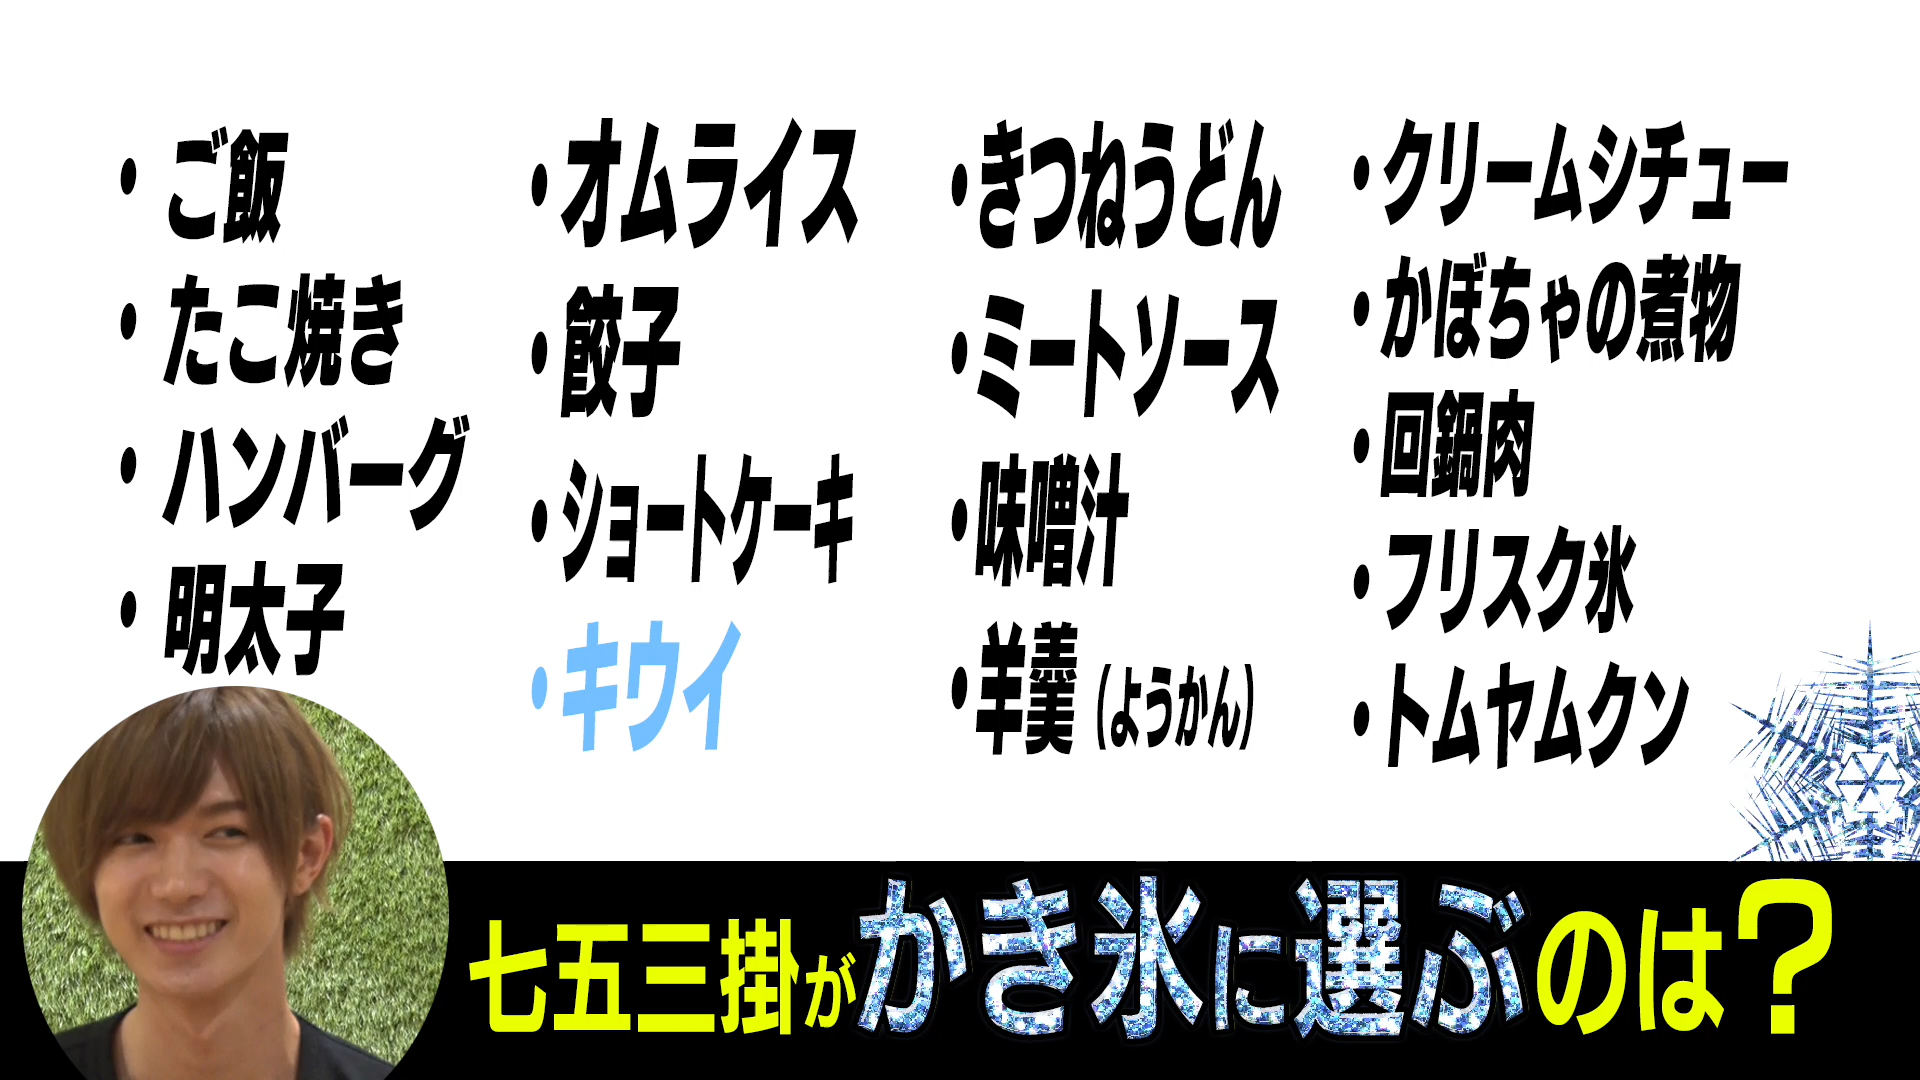 ・ご飯
・たこ焼き
・ハンバーグ
・明太子
・オムライス
・餃子
・ショートケーキ
・キウイ
・きつねうどん
・ミートソース
・味噌汁
・羊羹（ようかん）
・クリームシチュー
・かぼちゃの煮物
・回鍋肉
・フリスク氷
・トムヤムクン
七五三掛がかき氷に選ぶのは？